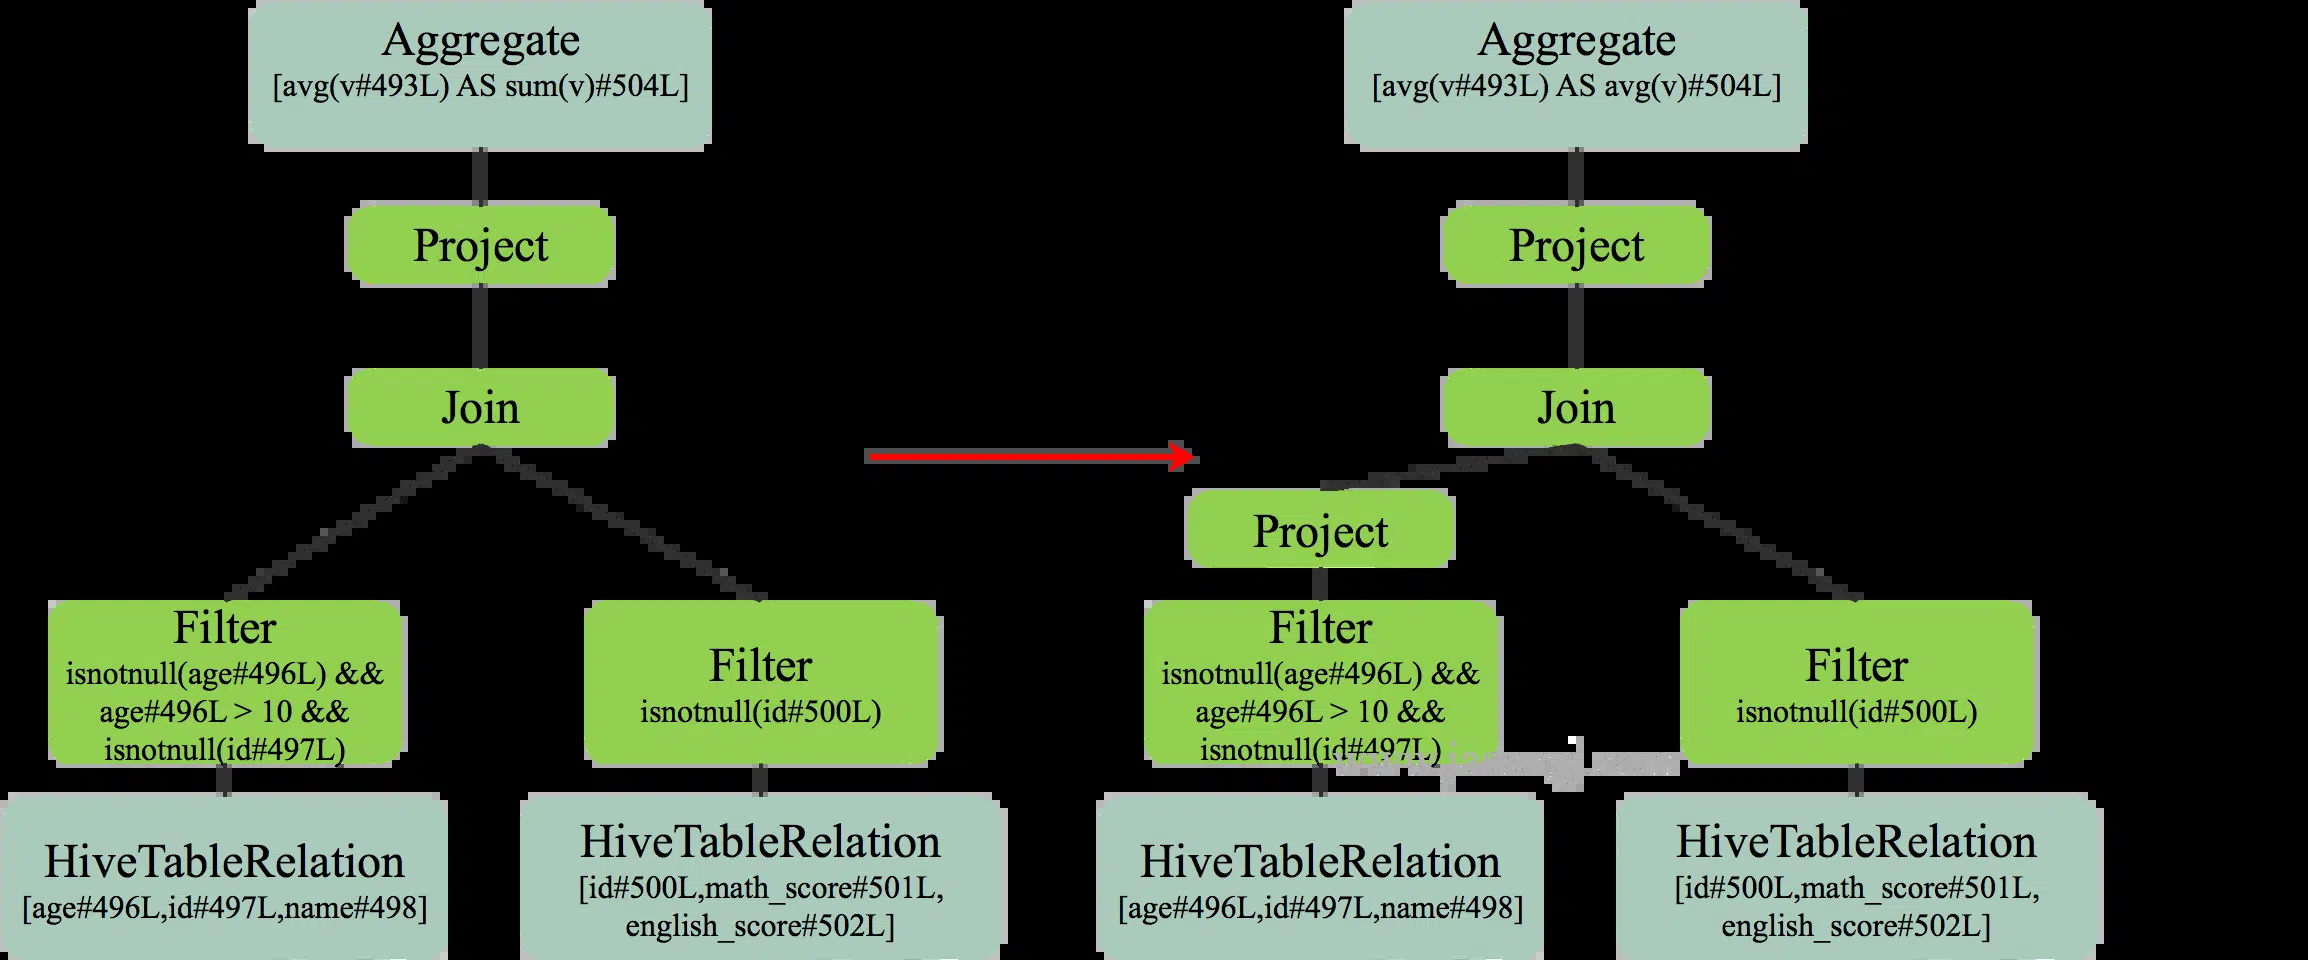 Aggregate
[avg(v#493L) AS sum(v)#504L]
Project
Join
Filter
isnotnull(age#496L) &&
age#496L > 10 &&
isnotnull(id#497L)
Filter
isnotnull(id#500L)
HiveTableRelation
[age#496L,id#497L,name#498]
HiveTableRelation
[id#500L,math_score#501L,
english_score#502L]
Aggregate
[avg(v#493L) AS avg(v)#504L]
Project
Join
Project
Filter
isnotnull(age#496L) &&
age#496L > 10 &&
isnotnull(id#497L)
Filter
isnotnull(id#500L)
HiveTableRelation
[age#496L,id#497L,name#498]
HiveTableRelation
[id#500L,math_score#501L,
english_score#502L]